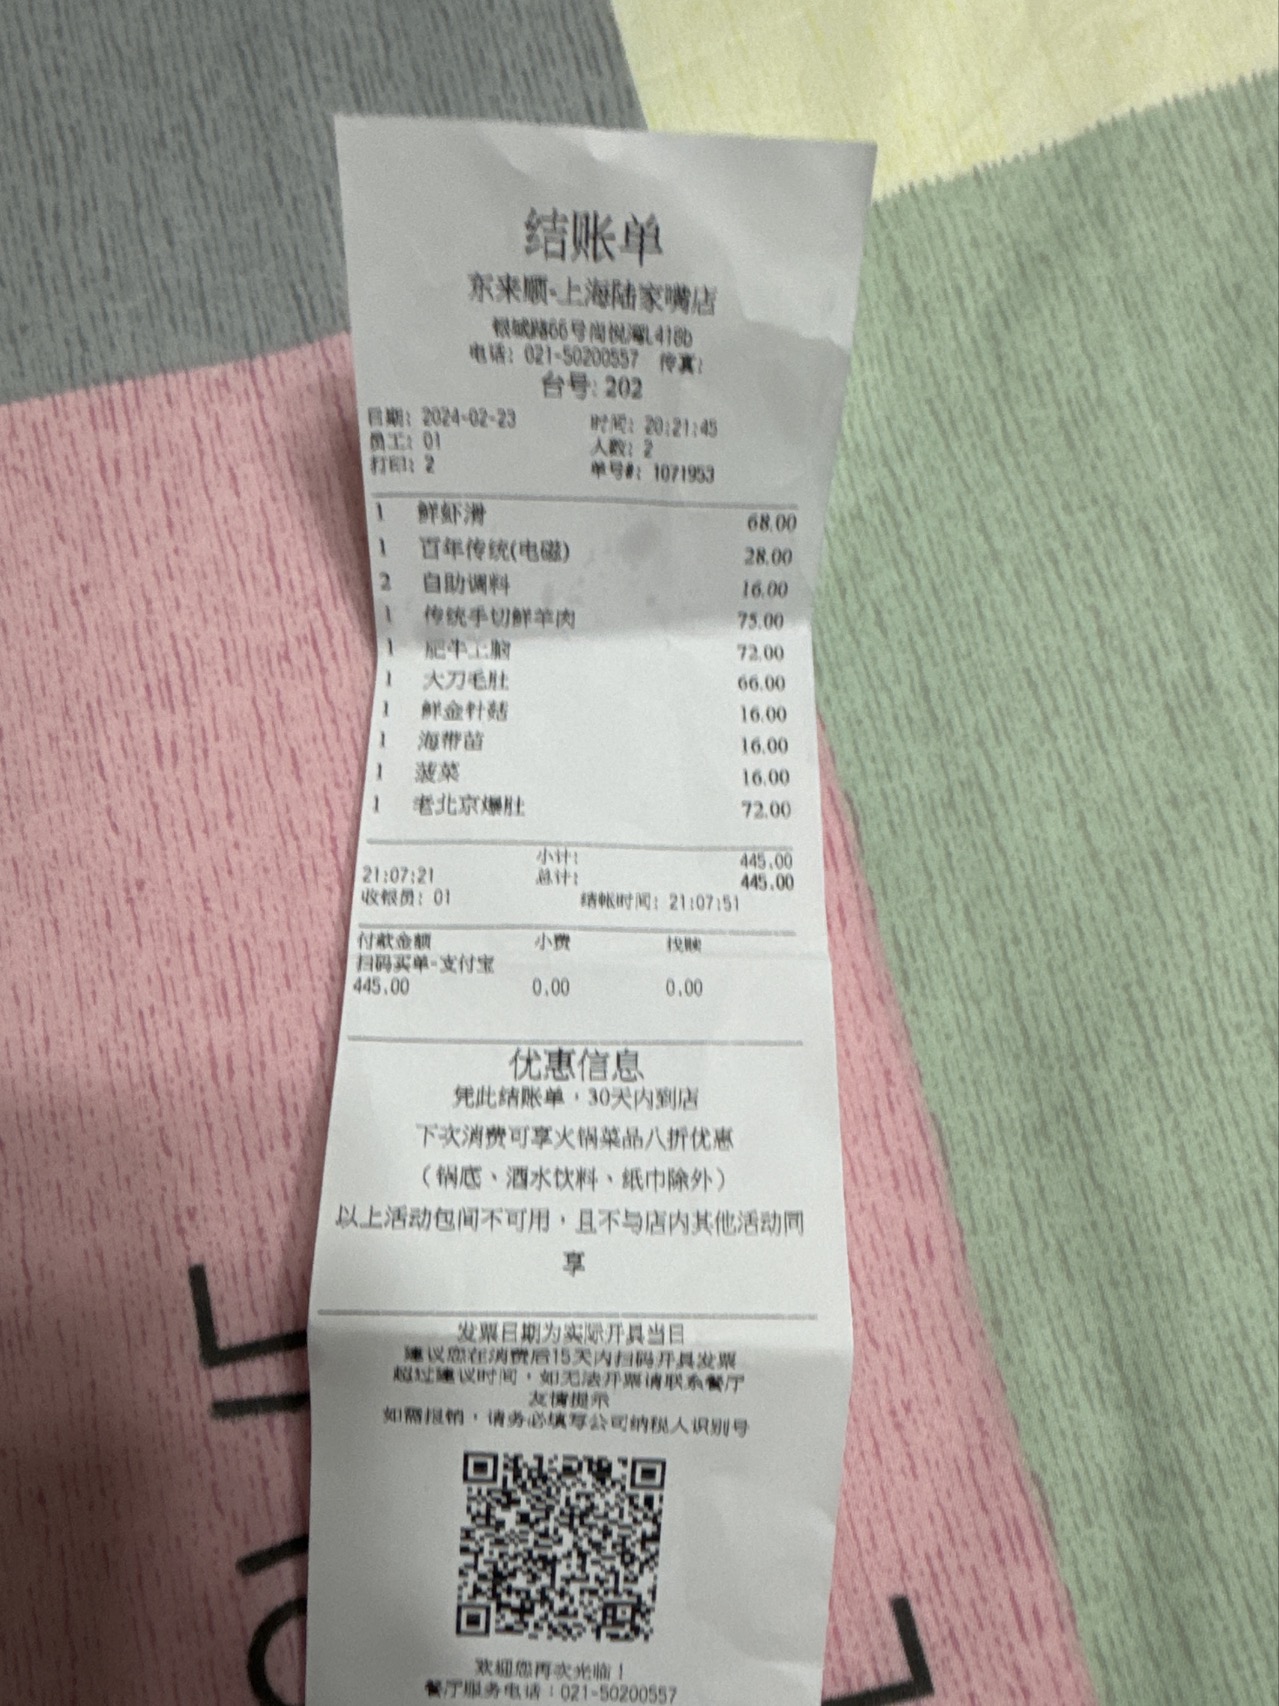 结账单
东来顺-上海陆家嘴店
银城路66号尚悦湾L418b
电话: 021-50200557 传真:
台号: 202
日期: 2024-02-23 时间: 20:21:45
员工: 01 人数: 2
打印: 2 单号#: 1071953
1 鲜虾滑 68.00
1 百年传统(电磁) 28.00
2 自助调料 16.00
1 传统手切鲜羊肉 75.00
1 肥牛上脑 72.00
1 大刀毛肚 66.00
1 鲜金针菇 16.00
1 海带苗 16.00
1 菠菜 16.00
1 老北京爆肚 72.00
小计: 445.00
21:07:21 总计: 445.00
收银员: 01 结帐时间: 21:07:51
付款金额 小费 找赎
扫码买单-支付宝
445.00 0.00 0.00
优惠信息
凭此结账单，30天内到店
下次消费可享火锅菜品八折优惠
（锅底、酒水饮料、纸巾除外）
以上活动包间不可用，且不与店内其他活动同
享
发票日期为实际开具当日
建议您在消费后15天内扫码开具发票
超过建议时间，如无法开票请联系餐厅
友情提示
如需报销，请务必填写公司纳税人识别号
欢迎您再次光临！
餐厅服务电话：021-50200557